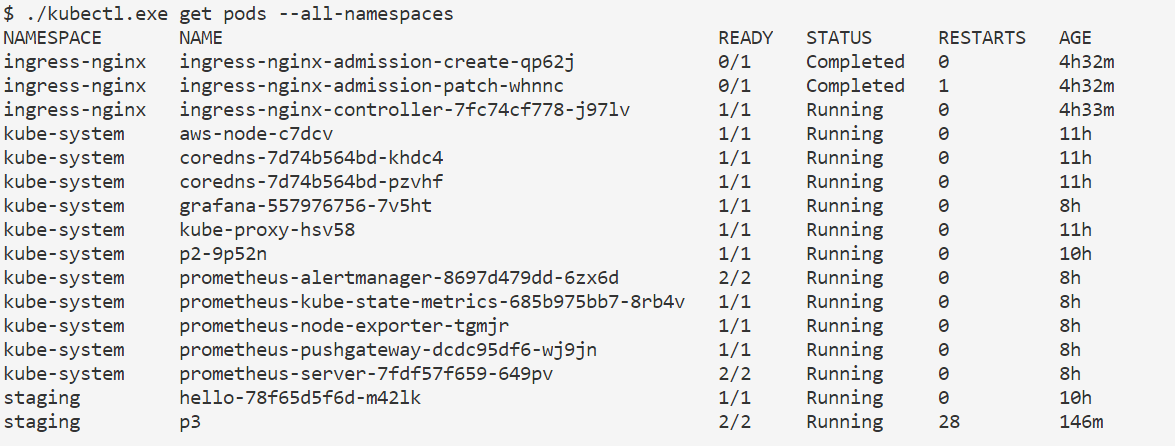 $ ./kubectl.exe get pods --all-namespaces
NAMESPACE NAME READY STATUS RESTARTS AGE
ingress-nginx ingress-nginx-admission-create-qp62j 0/1 Completed 0 4h32m
ingress-nginx ingress-nginx-admission-patch-whnnc 0/1 Completed 1 4h32m
ingress-nginx ingress-nginx-controller-7fc74cf778-j97lv 1/1 Running 0 4h33m
kube-system aws-node-c7dcv 1/1 Running 0 11h
kube-system coredns-7d74b564bd-khdc4 1/1 Running 0 11h
kube-system coredns-7d74b564bd-pzvhf 1/1 Running 0 11h
kube-system grafana-557976756-7v5ht 1/1 Running 0 8h
kube-system kube-proxy-hsv58 1/1 Running 0 11h
kube-system p2-9p52n 1/1 Running 0 10h
kube-system prometheus-alertmanager-8697d479dd-6zx6d 2/2 Running 0 8h
kube-system prometheus-kube-state-metrics-685b975bb7-8rb4v 1/1 Running 0 8h
kube-system prometheus-node-exporter-tgmjr 1/1 Running 0 8h
kube-system prometheus-pushgateway-dcdc95df6-wj9jn 1/1 Running 0 8h
kube-system prometheus-server-7fdf57f659-649pv 2/2 Running 0 8h
staging hello-78f65d5f6d-m42lk 1/1 Running 0 10h
staging p3 2/2 Running 28 146m